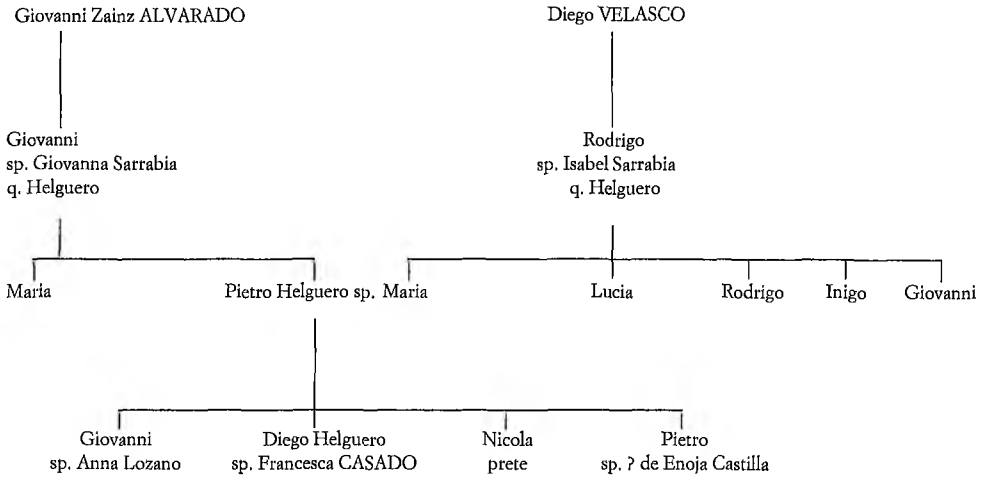 Giovanni Zainz ALVARADO
Diego VELASCO
Giovanni
sp. Giovanna Sarrabia
q. Helguero
Rodrigo
sp. Isabel Sarrabia
q. Helguero
Maria
Pietro Helguero sp. Maria
Lucia
Rodrigo
Inigo
Giovanni
Giovanni
sp. Anna Lozano
Diego Helguero
sp. Francesca CASADO
Nicola
prete
Pietro
sp. ? de Enoja Castilla